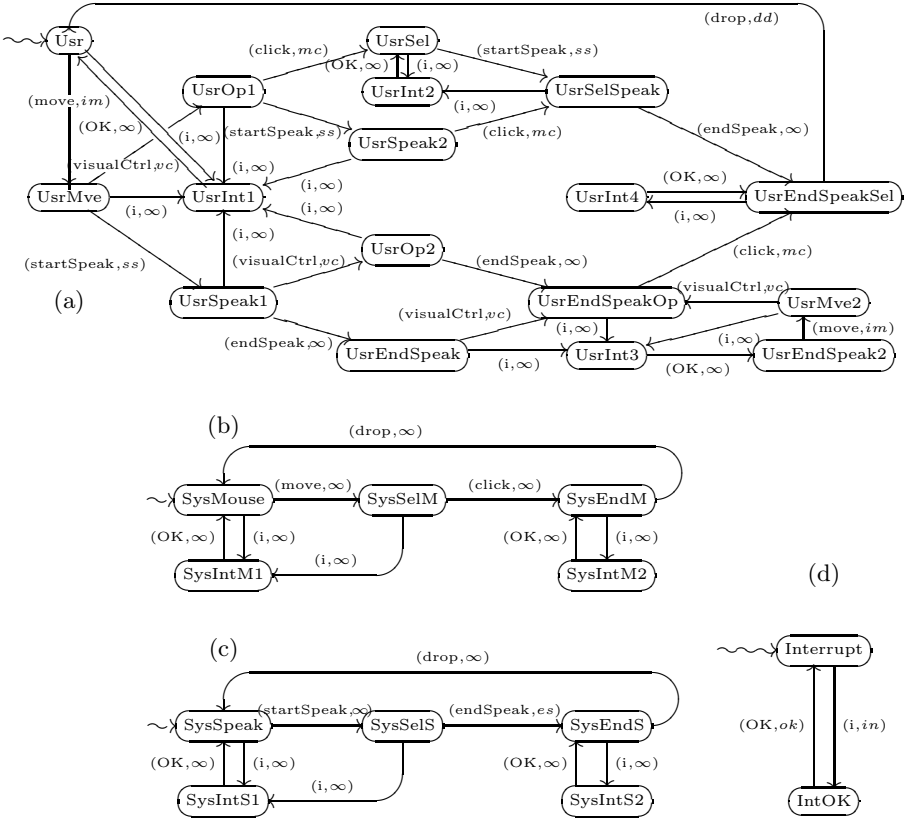 (drop,dd)
Usr
UsrSel
(click,mc)
(startSpeak,ss)
(OK,∞)
(i,∞)
UsrOp1
UsrInt2
UsrSelSpeak
(move,im)
(i,∞)
(OK,∞)
(i,∞)
(startSpeak,ss)
(click,mc)
(endSpeak,∞)
UsrSpeak2
(visualCtrl,vc)
(i,∞)
(i,∞)
(OK,∞)
UsrMve
UsrInt1
UsrInt4
UsrEndSpeakSel
(i,∞)
(i,∞)
(i,∞)
(i,∞)
UsrOp2
(click,mc)
(startSpeak,ss)
(visualCtrl,vc)
(endSpeak,∞)
(visualCtrl,vc)
(a)
UsrSpeak1
UsrEndSpeakOp
UsrMve2
(visualCtrl,vc)
(i,∞)
(move,im)
(endSpeak,∞)
(i,∞)
UsrEndSpeak
UsrInt3
UsrEndSpeak2
(i,∞)
(OK,∞)
(b)
(drop,∞)
SysMouse
(move,∞)
SysSelM
(click,∞)
SysEndM
(OK,∞)
(i,∞)
(OK,∞)
(i,∞)
(i,∞)
SysIntM1
SysIntM2
(d)
(c)
(drop,∞)
Interrupt
SysSpeak
(startSpeak,∞)
SysSelS
(endSpeak,es)
SysEndS
(OK,ok)
(i,in)
(OK,∞)
(i,∞)
(OK,∞)
(i,∞)
(i,∞)
SysIntS1
SysIntS2
IntOK